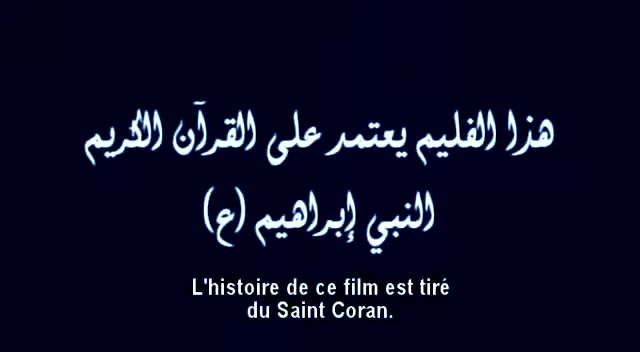 هذا الفليم يعتمد على القرآن الكريم
النبي إبراهيم (ع)
L'histoire de ce film est tiré
du Saint Coran.